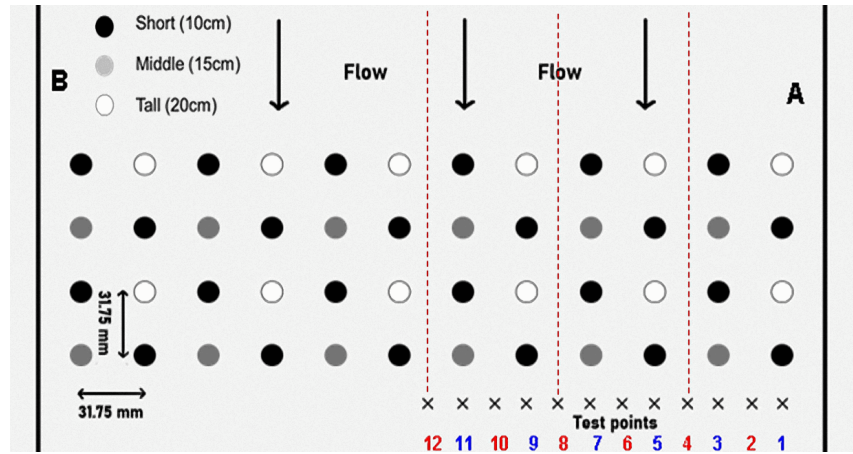 Short (10cm)
Middle (15cm)
Tall (20cm)
B
Flow
Flow
A
31.75 mm
31.75 mm
Test points
12 11 10 9 8 7 6 5 4 3 2 1